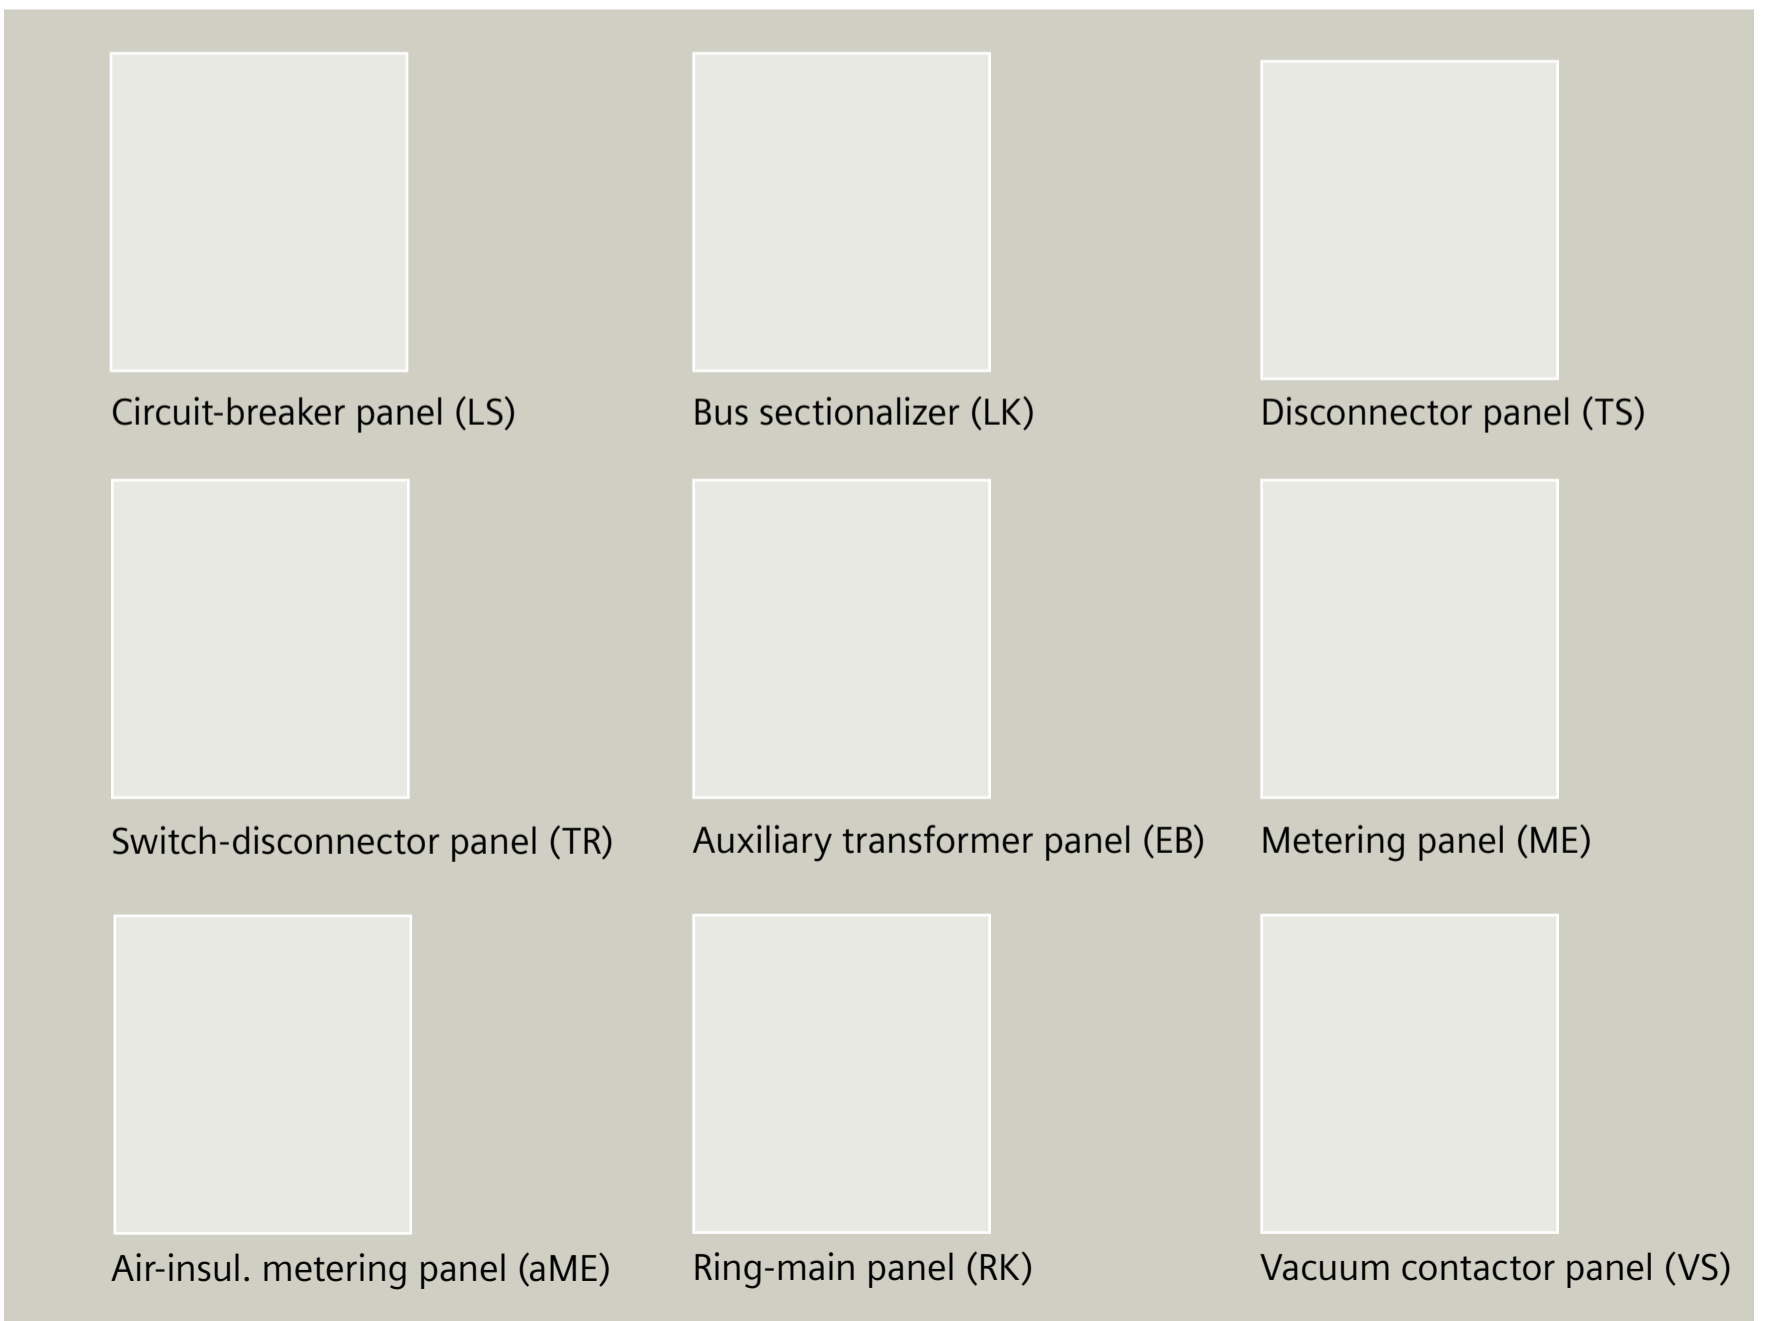 Circuit-breaker panel (LS)
Bus sectionalizer (LK)
Disconnector panel (TS)
Switch-disconnector panel (TR)
Auxiliary transformer panel (EB)
Metering panel (ME)
Air-insul. metering panel (aME)
Ring-main panel (RK)
Vacuum contactor panel (VS)